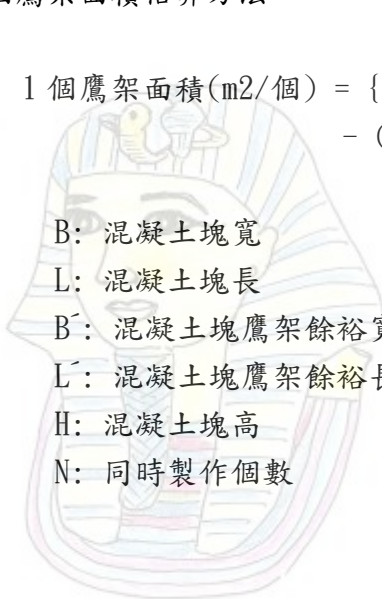 鷹架面積估算方法
1 個鷹架面積(m2/個) = {
- (
B: 混凝土塊寬
L: 混凝土塊長
B´: 混凝土塊鷹架餘裕寬
L´: 混凝土塊鷹架餘裕長
H: 混凝土塊高
N: 同時製作個數